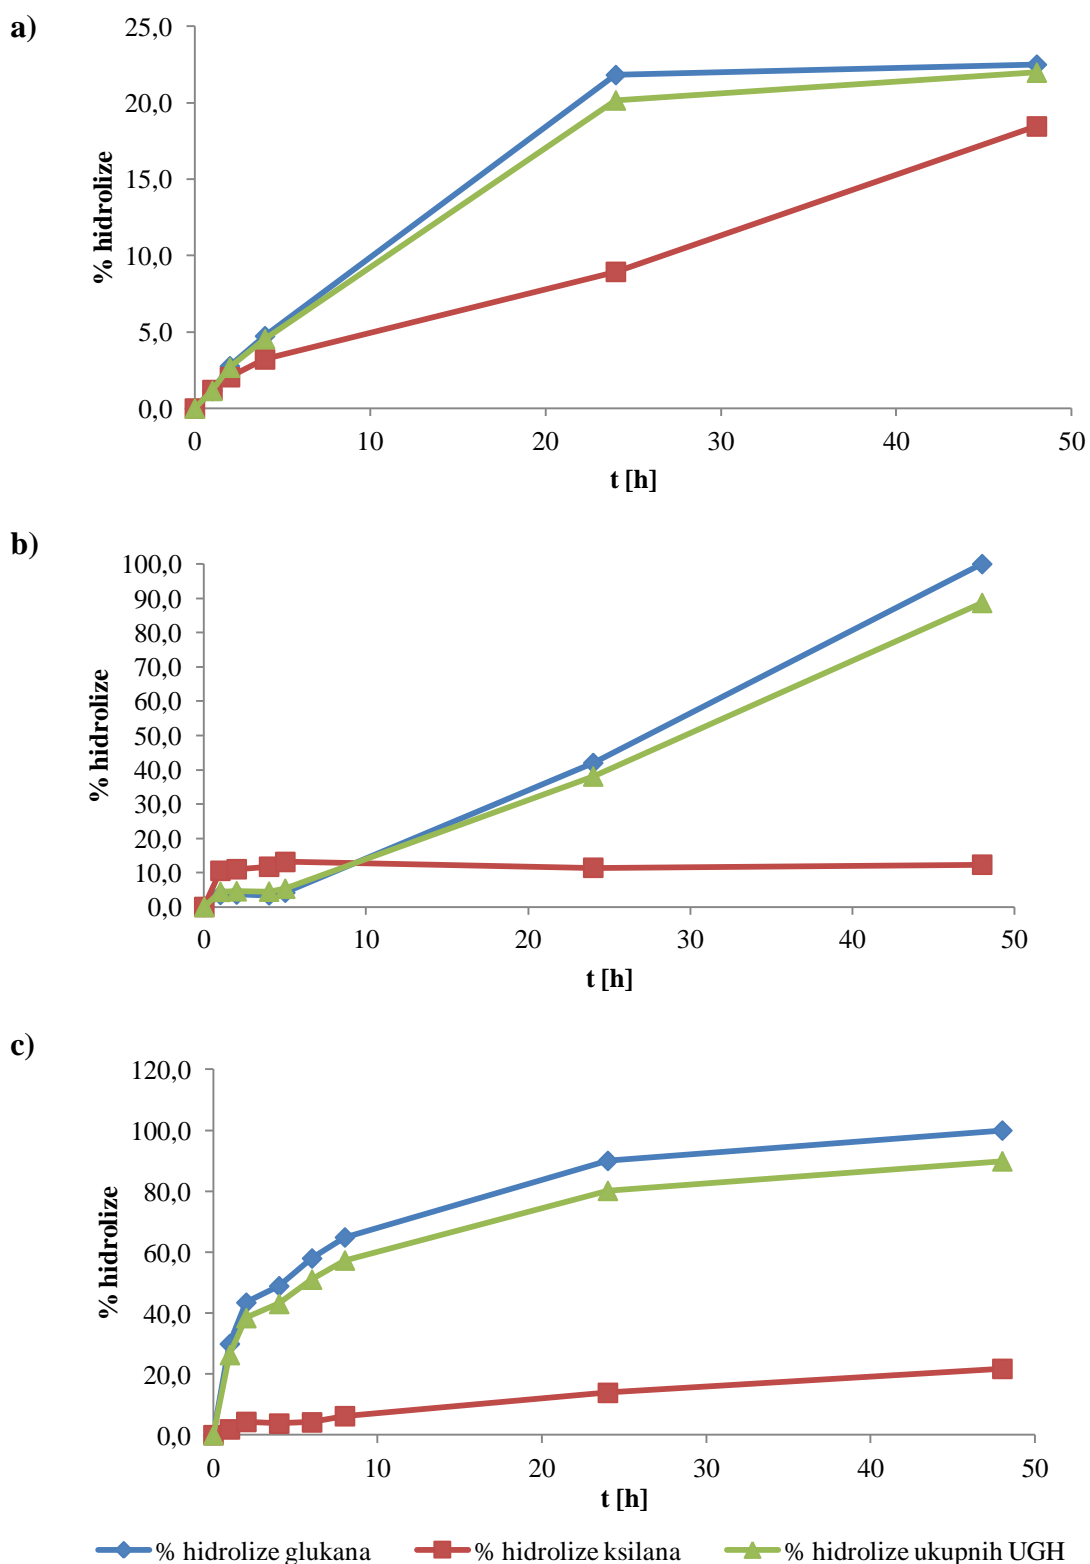 a)
25,0
20,0
15,0
10,0
5,0
0,0
% hidrolize
0 10 20 30 40 50
t [h]
b)
100,0
90,0
80,0
70,0
60,0
50,0
40,0
30,0
20,0
10,0
0,0
% hidrolize
0 10 20 30 40 50
t [h]
c)
120,0
100,0
80,0
60,0
40,0
20,0
0,0
% hidrolize
0 10 20 30 40 50
t [h]
% hidrolize glukana % hidrolize ksilana % hidrolize ukupnih UGH